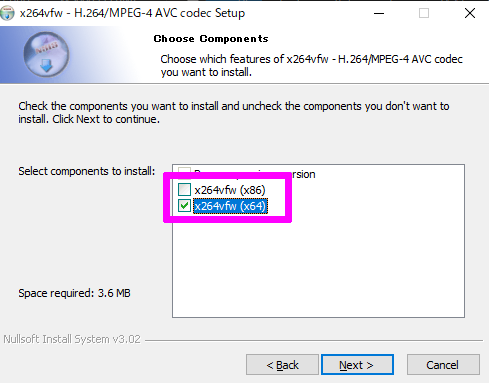 x264vfw - H.264/MPEG-4 AVC codec Setup
Choose Components
Choose which features of x264vfw - H.264/MPEG-4 AVC codec
you want to install.
Check the components you want to install and uncheck the components you don't want to
install. Click Next to continue.
Select components to install:
x264vfw (x86)
x264vfw (x64)
Space required: 3.6 MB
Nullsoft Install System v3.02
< Back
Next >
Cancel